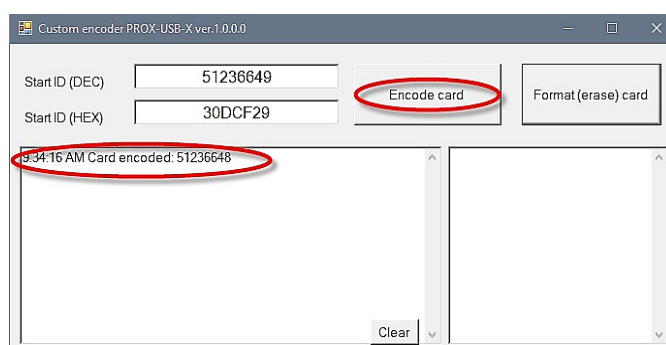 Custom encoder PROX-USB-X ver.1.0.0.0
Start ID (DEC) 51236649
Encode card
Format (erase) card
Start ID (HEX) 30DCF29
9:34:16 AM Card encoded: 51236648
Clear